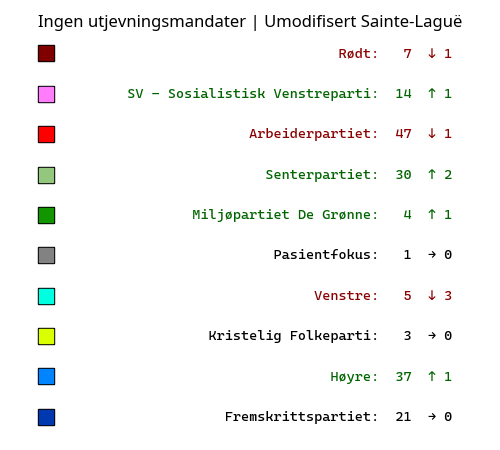 Ingen utjevningsmandater | Umodifisert Sainte-Laguë
Rødt: 7 ↓ 1
SV – Sosialistisk Venstreparti: 14 ↑ 1
Arbeiderpartiet: 47 ↓ 1
Senterpartiet: 30 ↑ 2
Miljøpartiet De Grønne: 4 ↑ 1
Pasientfokus: 1 → 0
Venstre: 5 ↓ 3
Kristelig Folkeparti: 3 → 0
Høyre: 37 ↑ 1
Fremskrittspartiet: 21 → 0